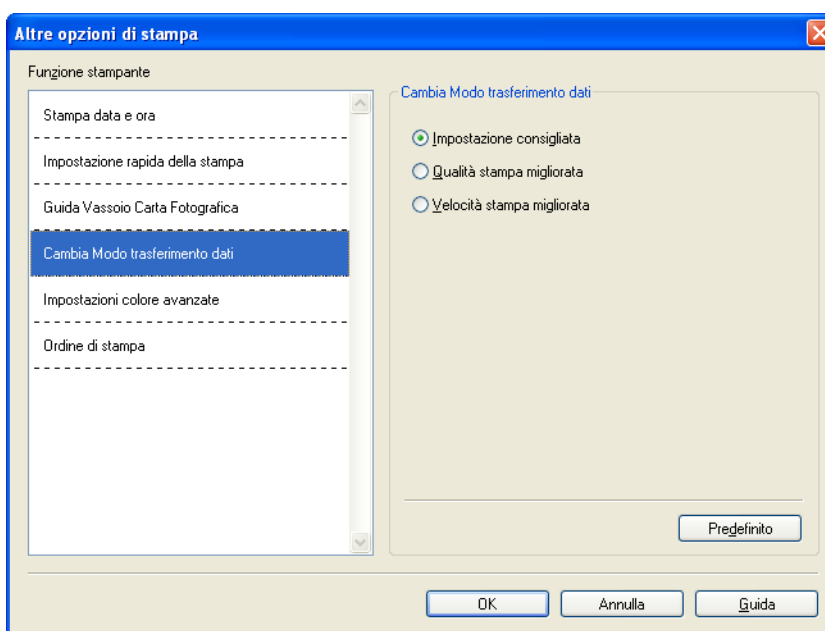 Altre opzioni di stampa
Funzione stampante
Stampa data e ora
Impostazione rapida della stampa
Guida Vassoio Carta Fotografica
Cambia Modo trasferimento dati
Impostazioni colore avanzate
Ordine di stampa
Cambia Modo trasferimento dati
Impostazione consigliata
Qualità stampa migliorata
Velocità stampa migliorata
Predefinito
OK
Annulla
Guida